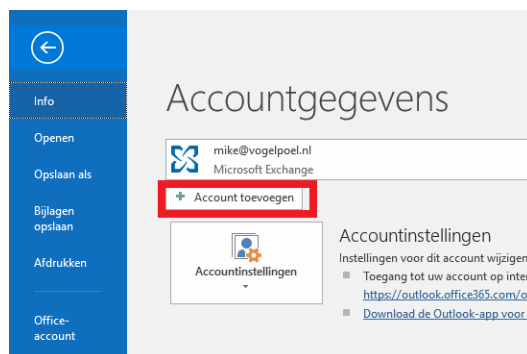 Accountgegevens
Info
Openen
Opslaan als
Bijlagen
opslaan
Afdrukken
Office-
account
mike@vogelpoel.nl
Microsoft Exchange
+ Account toevoegen
Accountinstellingen
Accountinstellingen
Instellingen voor dit account wijzigen
Toegang tot uw account op inter
https://outlook.office365.com/o
Download de Outlook-app voor